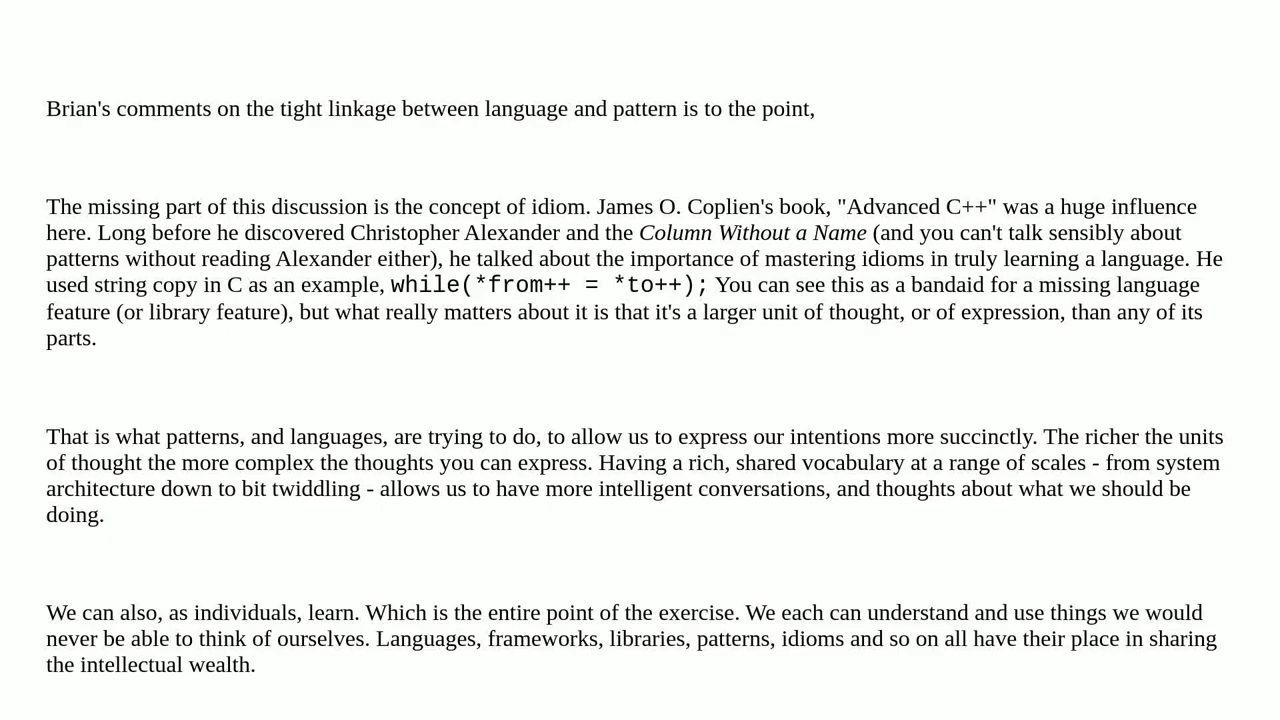 Brian's comments on the tight linkage between language and pattern is to the point,
The missing part of this discussion is the concept of idiom. James O. Coplien's book, "Advanced C++" was a huge influence
here. Long before he discovered Christopher Alexander and the Column Without a Name (and you can't talk sensibly about
patterns without reading Alexander either), he talked about the importance of mastering idioms in truly learning a language. He
used string copy in C as an example, while(*from++ = *to++); You can see this as a bandaid for a missing language
feature (or library feature), but what really matters about it is that it's a larger unit of thought, or of expression, than any of its
parts.
That is what patterns, and languages, are trying to do, to allow us to express our intentions more succinctly. The richer the units
of thought the more complex the thoughts you can express. Having a rich, shared vocabulary at a range of scales - from system
architecture down to bit twiddling - allows us to have more intelligent conversations, and thoughts about what we should be
doing.
We can also, as individuals, learn. Which is the entire point of the exercise. We each can understand and use things we would
never be able to think of ourselves. Languages, frameworks, libraries, patterns, idioms and so on all have their place in sharing
the intellectual wealth.